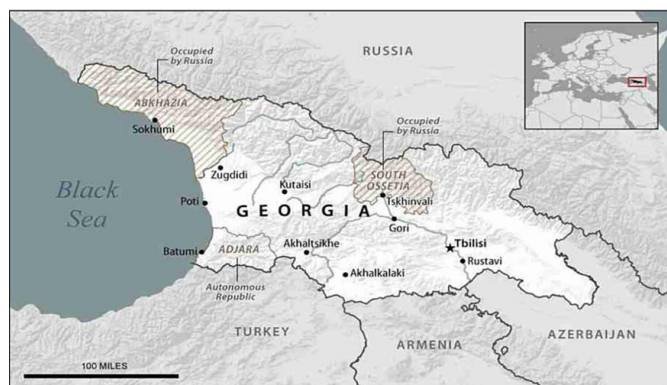 RUSSIA
Occupied
by Russia
ABKHAZIA
Sokhumi
Occupied
by Russia
SOUTH
OSSETIA
Tskhinvali
Zugdidi
Kutaisi
Black
Sea
Poti
GEORGIA
Gori
Tbilisi
Batumi
ADJARA
Akhaltsikhe
Rustavi
Autonomous
Republic
Akhalkalaki
TURKEY
ARMENIA
AZERBAIJAN
100 MILES